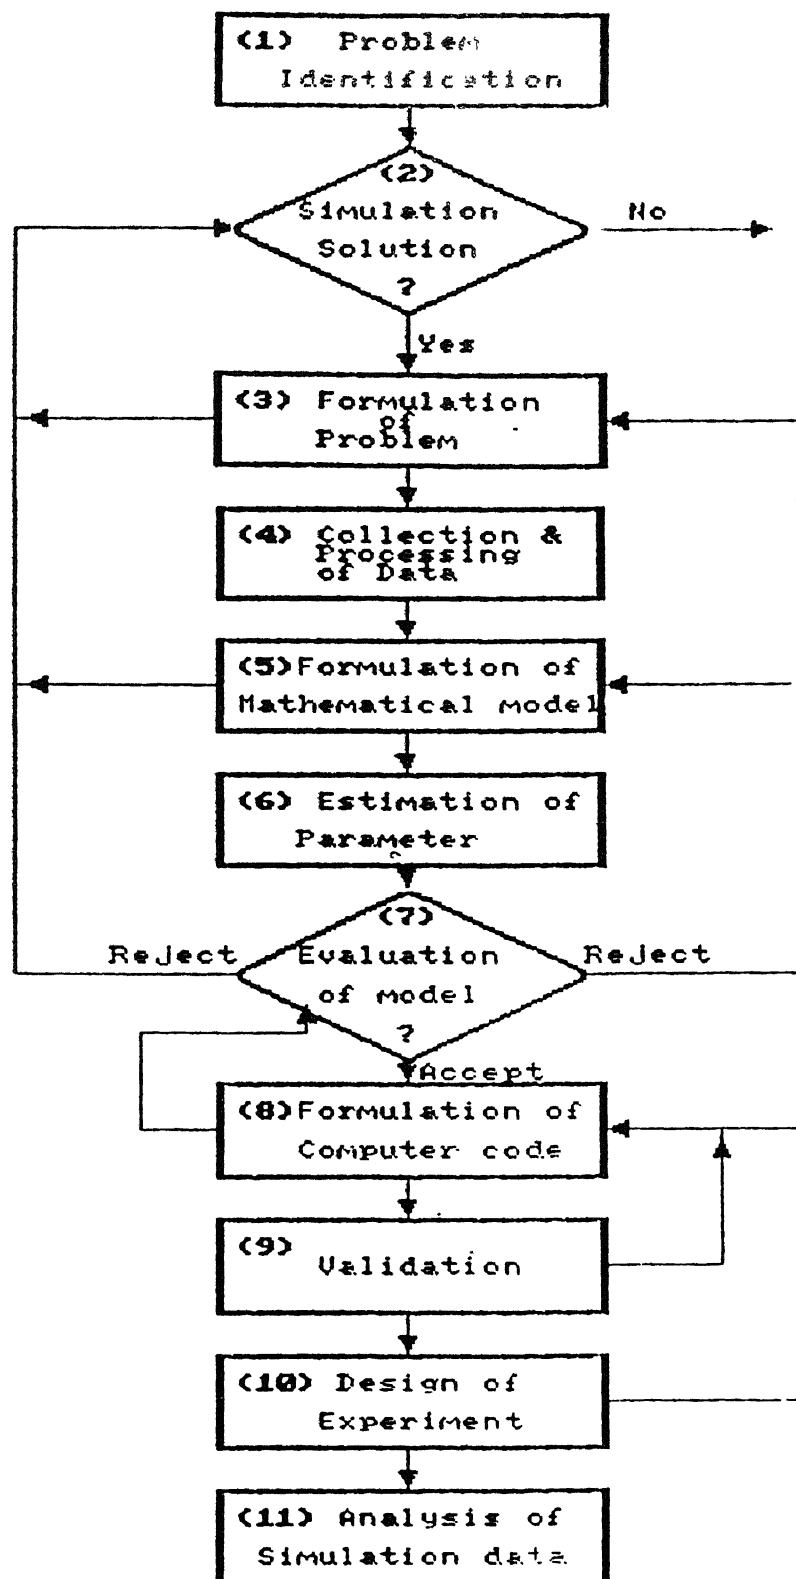 (1) Problem
Identification
(2)
Simulation
Solution
?
No
Yes
(3) Formulation
of
Problem
(4) Collection &
Processing
of Data
(5) Formulation of
Mathematical model
(6) Estimation of
Parameter
(7)
Reject
Evaluation
Reject
of model
?
Accept
(8) Formulation of
Computer code
(9)
Validation
(10) Design of
Experiment
(11) Analysis of
Simulation data